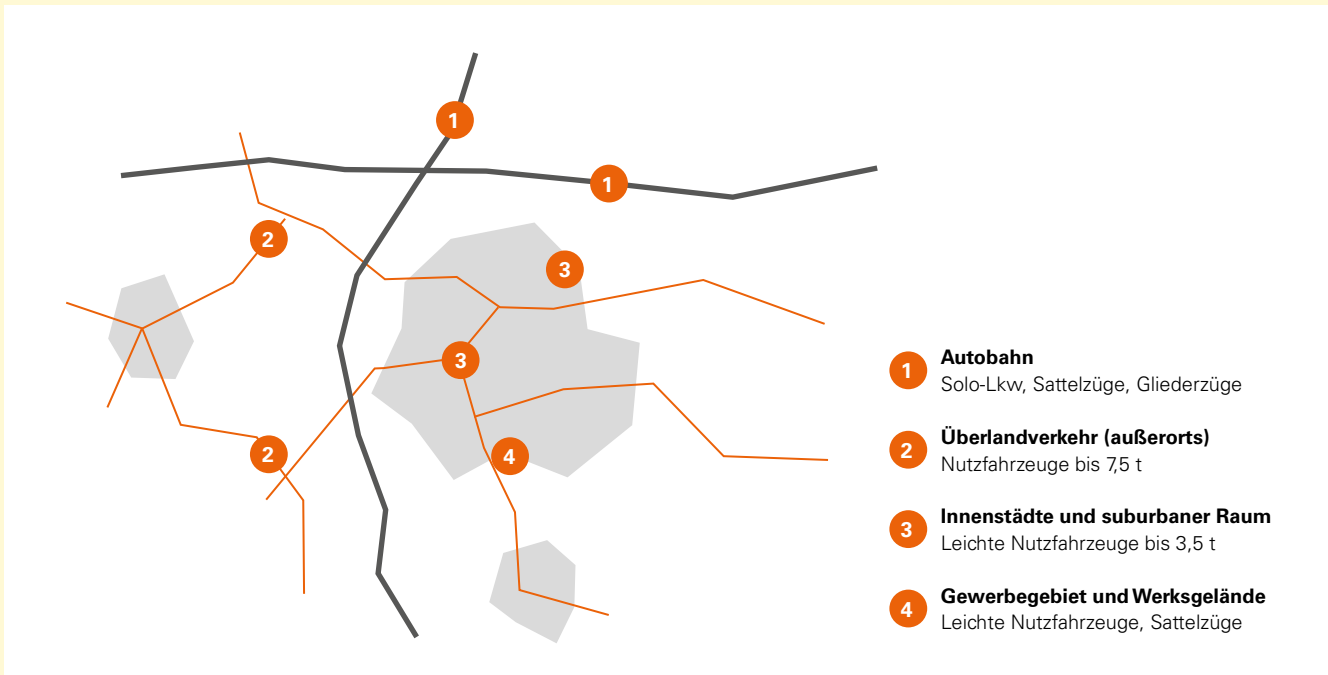 1
1
2
3
3
2
4
1
Autobahn
Solo-Lkw, Sattelzüge, Gliederzüge
2
Überlandverkehr (außerorts)
Nutzfahrzeuge bis 7,5 t
3
Innenstädte und suburbaner Raum
Leichte Nutzfahrzeuge bis 3,5 t
4
Gewerbegebiet und Werksgelände
Leichte Nutzfahrzeuge, Sattelzüge